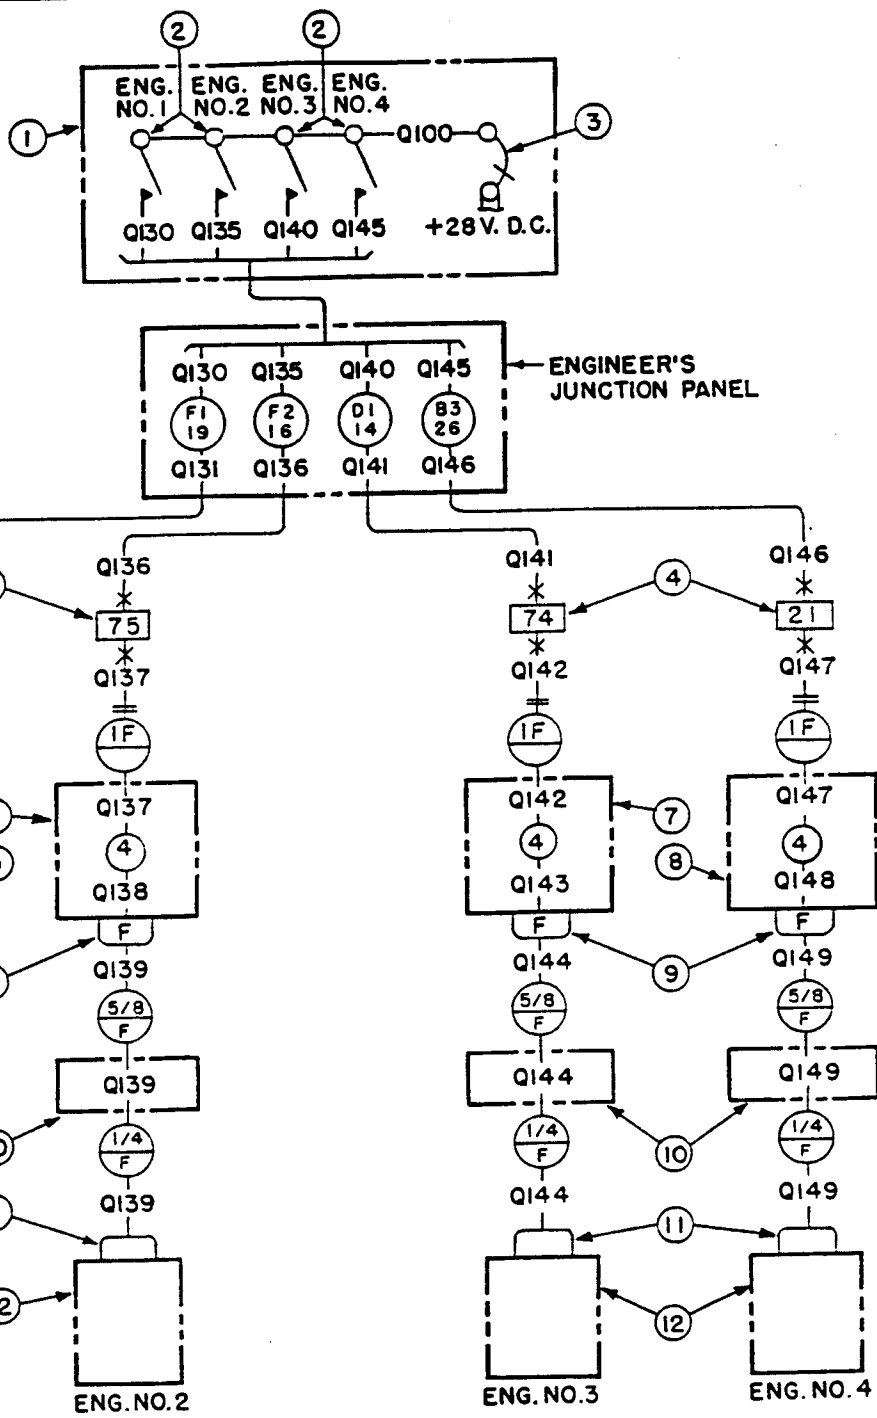 2 2
ENG. ENG. ENG. ENG.
NO.1 NO.2 NO.3 NO.4
1 Q100 3
Q130 Q135 Q140 Q145 +28 V. D.C.
Q130 Q135 Q140 Q145 ENGINEER'S
JUNCTION PANEL
F1 F2 D1 B3
19 16 14 26
Q131 Q136 Q141 Q146
Q136 Q141 4 Q146
75 74 21
Q137 Q142 Q147
1F 1F 1F
Q137 Q142 7 Q147
4 4 8 4
Q138 Q143 Q148
F F F
Q139 Q144 9 Q149
5/8 5/8 5/8
F F F
Q139 Q144 Q149
1/4 1/4 10 1/4
F F F
Q139 Q144 Q149
11
2 12
ENG. NO. 2 ENG. NO. 3 ENG. NO. 4